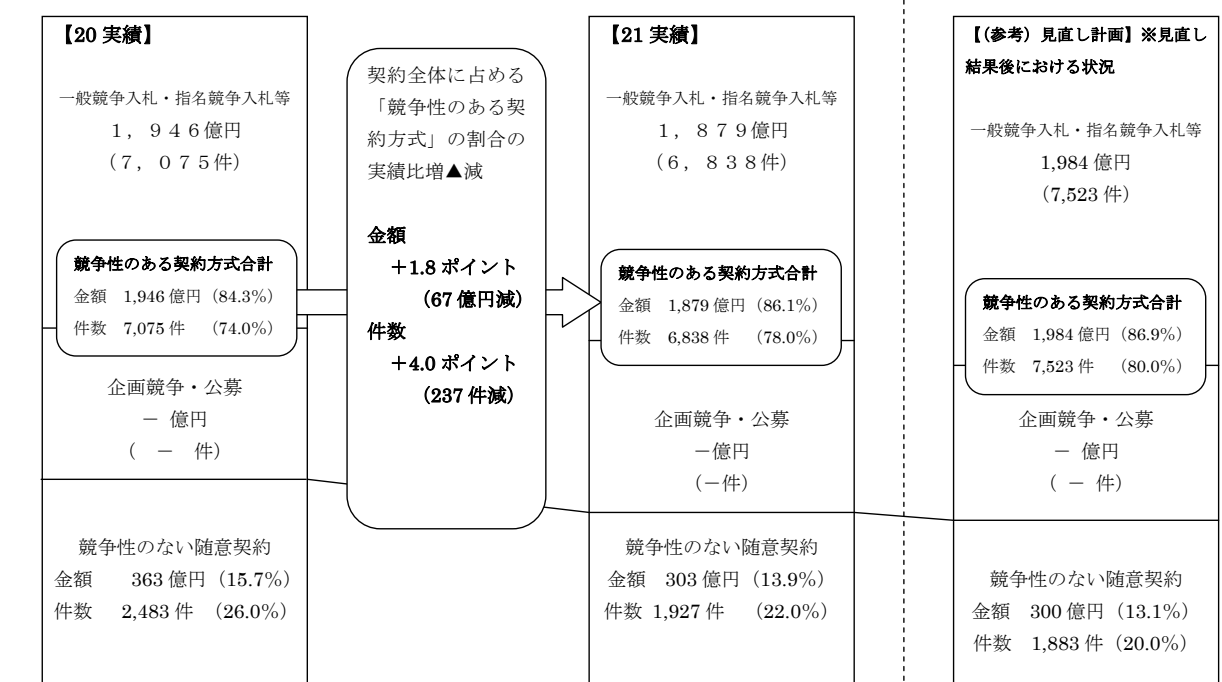 【20 実績】
一般競争入札・指名競争入札等
１，９４６億円
（７，０７５件）
競争性のある契約方式合計
金額　1,946 億円（84.3%）
件数　7,075 件　（74.0%）
企画競争・公募
－ 億円
（　－　件）
競争性のない随意契約
金額　　363 億円（15.7%）
件数　2,483 件　（26.0%）
契約全体に占める
「競争性のある契
約方式」の割合の
実績比増▲減
金額
＋1.8 ポイント
（67 億円減）
件数
＋4.0 ポイント
（237 件減）
【21 実績】
一般競争入札・指名競争入札等
１，８７９億円
（６，８３８件）
競争性のある契約方式合計
金額　1,879 億円（86.1%）
件数　6,838 件　（78.0%）
企画競争・公募
－億円
（－件）
競争性のない随意契約
金額　303 億円（13.9%）
件数 1,927 件　（22.0%）
【(参考) 見直し計画】※見直し
結果後における状況
一般競争入札・指名競争入札等
1,984 億円
（7,523 件）
競争性のある契約方式合計
金額　1,984 億円（86.9%）
件数　7,523 件　（80.0%）
企画競争・公募
－ 億円
（ － 件）
競争性のない随意契約
金額　300 億円（13.1%）
件数　1,883 件（20.0%）